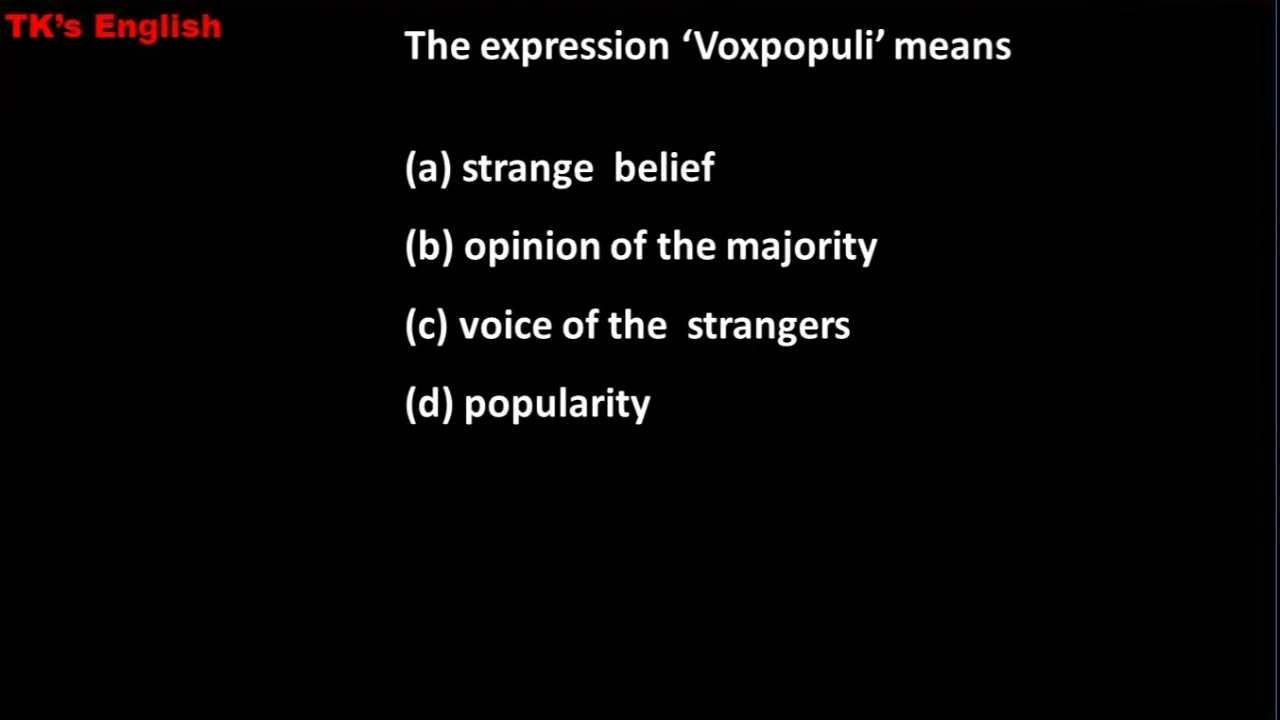 TK's English
The expression ‘Voxpopuli’ means
(a) strange belief
(b) opinion of the majority
(c) voice of the strangers
(d) popularity